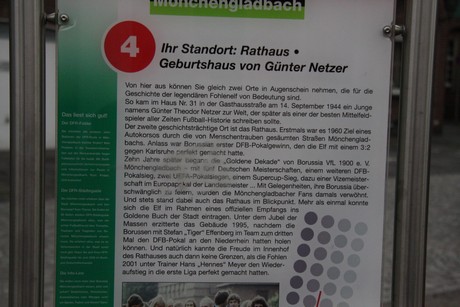 Mönchengladbach
4
Ihr Standort: Rathaus •
Geburtshaus von Günter Netzer
Von hier aus können Sie gleich zwei Orte in Augenschein nehmen, die für die
Geschichte der legendären Fohlenelf von Bedeutung sind.
So kam im Haus Nr. 31 in der Gasthausstraße am 14. September 1944 ein Junge
namens Günter Theodor Netzer zur Welt, der später als einer der besten Mittelfeld-
spieler aller Zeiten Fußball-Historie schreiben sollte.
Der zweite geschichtsträchtige Ort ist das Rathaus. Erstmals war es 1960 Ziel eines
Autokorsos durch die von Menschentrauben gesäumten Straßen Mönchenglad-
bachs. Anlass war Borussias erster DFB-Pokalgewinn, den die Elf mit einem 3:2
gegen Karlsruhe perfekt gemacht hatte.
Zehn Jahre später begann die „Goldene Dekade" von Borussia VfL 1900 e. V.
Mönchengladbach – mit fünf Deutschen Meisterschaften, einem weiteren DFB-
Pokalsieg, zwei UEFA-Pokalsiegen, einem Supercup-Sieg, dazu eine Vizemeister-
schaft im Europapokal der Landesmeister ... Mit Gelegenheiten, ihre Borussia über-
schwänglich zu feiern, wurden die Mönchengladbacher Fans damals verwöhnt.
Und stets stand dabei auch das Rathaus im Blickpunkt. Mehr als einmal konnte
sich die Elf im Rahmen eines offiziellen Empfangs ins
Goldene Buch der Stadt eintragen. Unter dem Jubel der
Massen erzitterte das Gebäude 1995, nachdem die
Borussen mit Stefan „Tiger" Effenberg im Team zum dritten
Mal den DFB-Pokal an den Niederrhein hatten holen
können. Und natürlich kannte die Freude im Innenhof
des Rathauses auch dann keine Grenzen, als die Fohlen
2001 unter Trainer Hans „Hennes" Meyer den Wieder-
aufstieg in die erste Liga perfekt gemacht hatten.